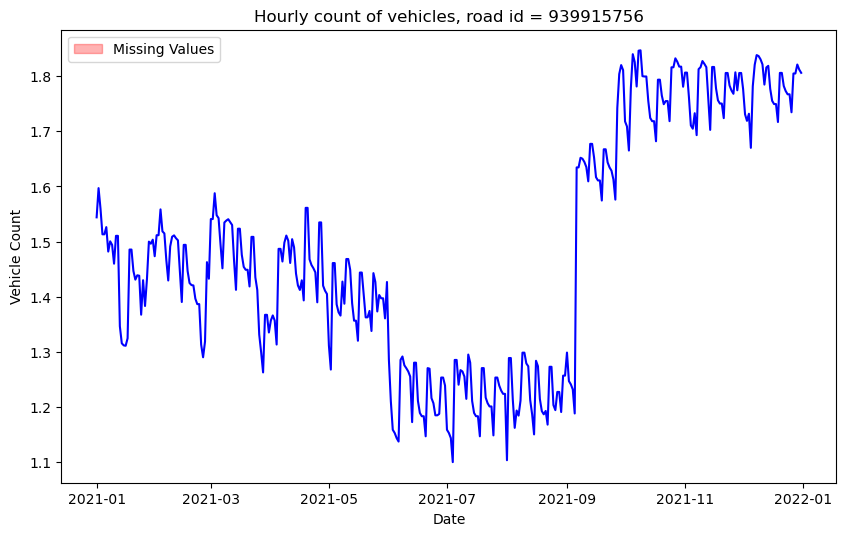 Hourly count of vehicles, road id = 939915756
Missing Values
Vehicle Count
1.8
1.7
1.6
1.5
1.4
1.3
1.2
1.1
2021-01 2021-03 2021-05 2021-07 2021-09 2021-11 2022-01
Date